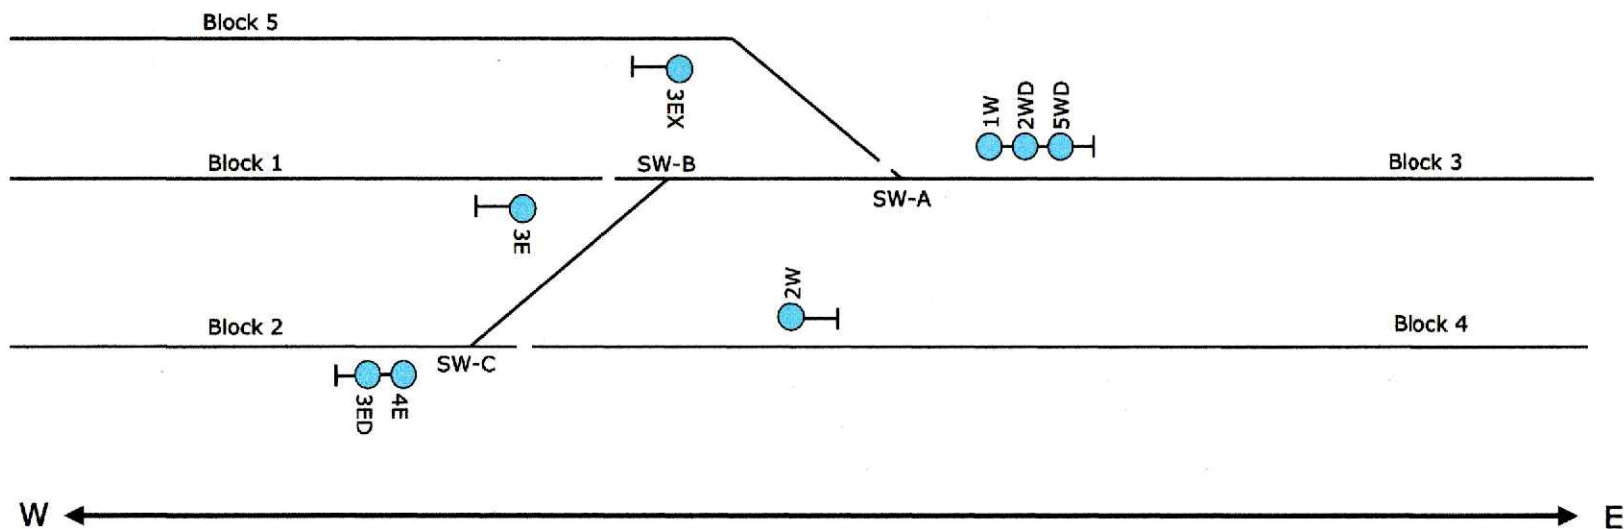 Block 5
3EX
1W
2WD
5WD
Block 1
SW-B
Block 3
SW-A
3E
2W
Block 2
Block 4
SW-C
3ED
4E
W
E